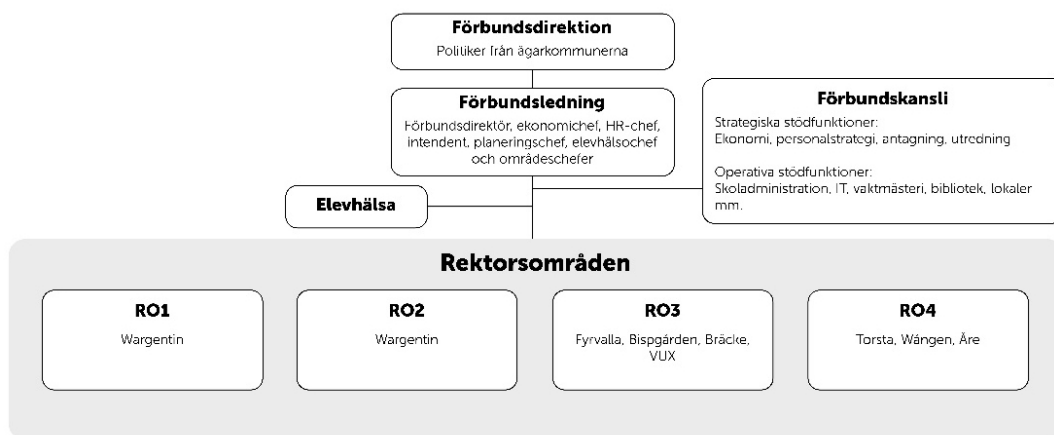 Förbundsdirektion
Politiker från ägarkommunerna
Förbundsledning
Förbundsdirektör, ekonomichef, HR-chef,
intendent, planeringschef, elevhälsochef
och områdeschefer
Förbundskansli
Strategiska stödfunktioner:
Ekonomi, personalstrategi, antagning, utredning
Operativa stödfunktioner:
Skoladministration, IT, vaktmästeri, bibliotek, lokaler
mm.
Elevhälsa
Rektorsområden
RO1
Wargentin
RO2
Wargentin
RO3
Fyrvalla, Bispgården, Bräcke,
VUX
RO4
Torsta, Wången, Åre